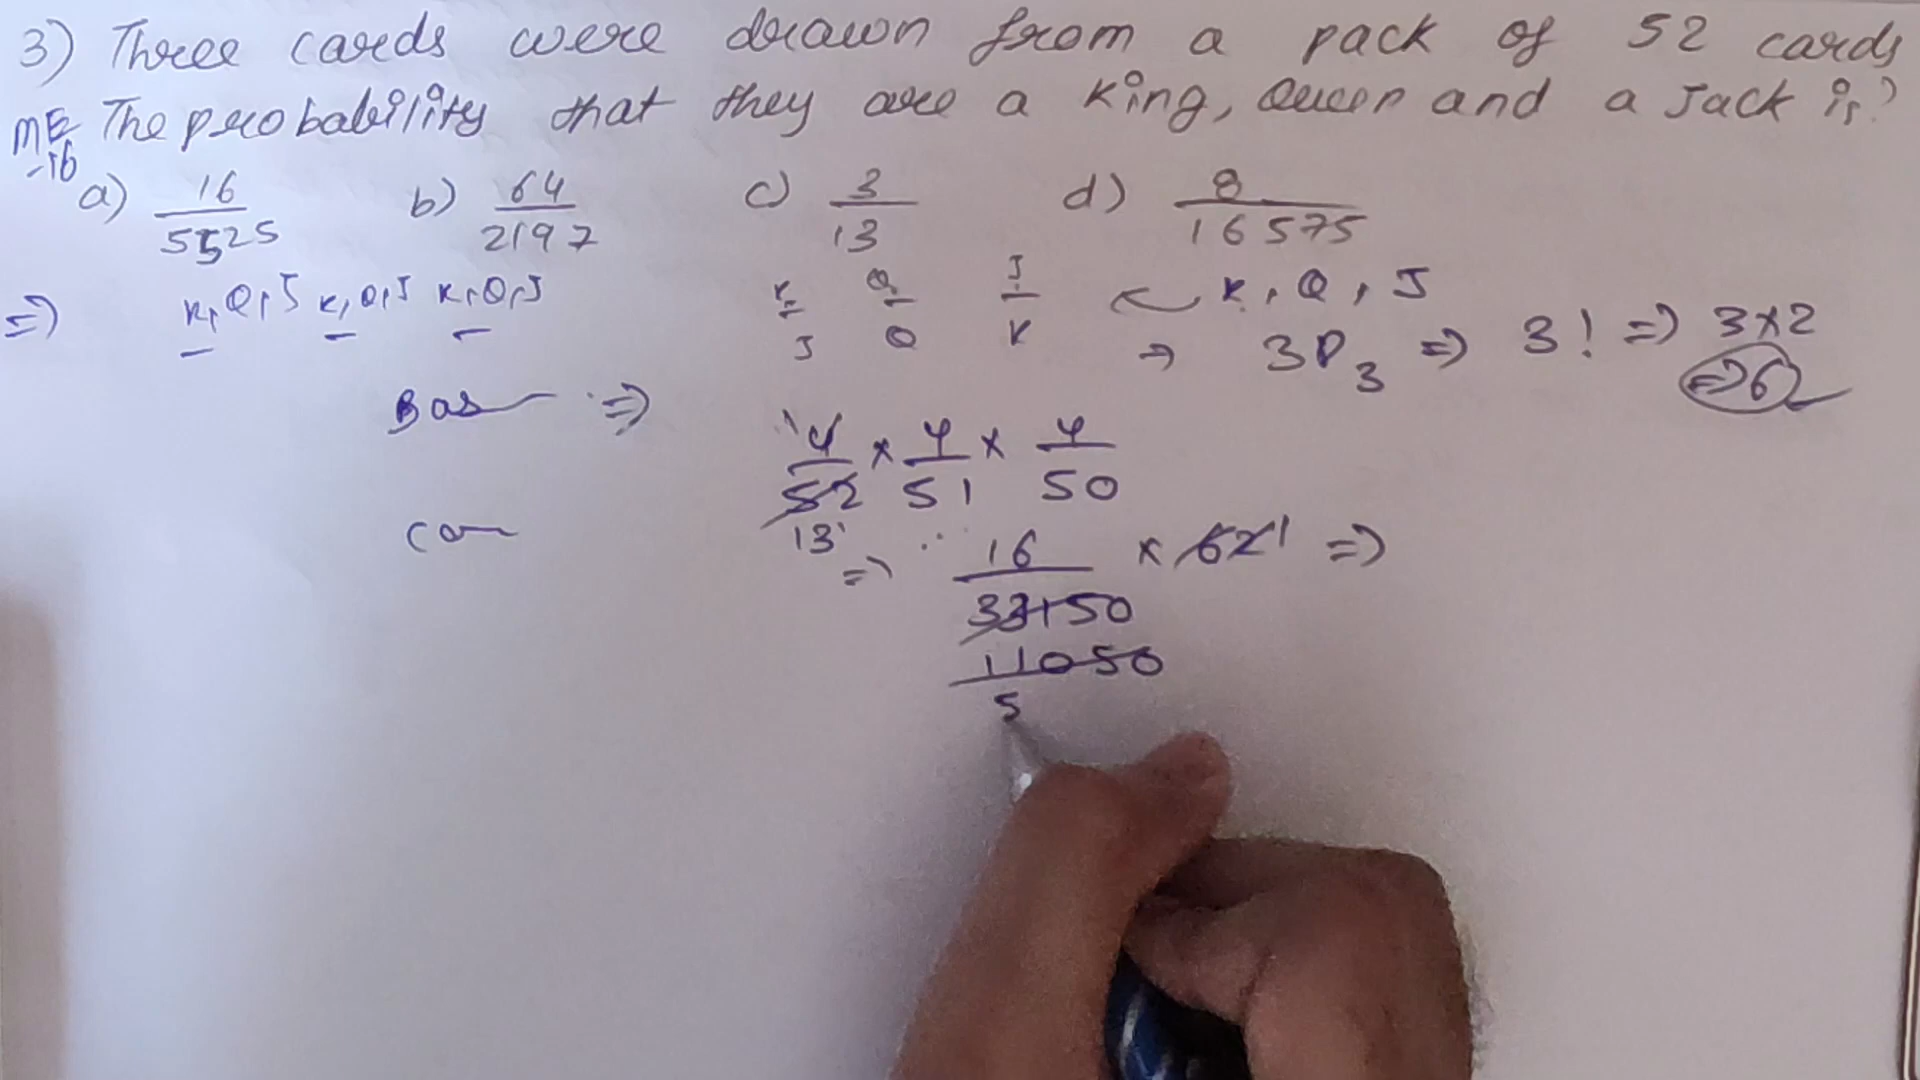 3) Three cards were drawn from a pack of 52 cards
ME -16 The probability that they are a King, Queen and a Jack is?
a) 16/5525 b) 64/2197 c) 3/13 d) 8/16575
=> K, Q, J K, Q, J K, Q, J K Q J <- K, Q, J
J Q K => 3P3 => 3! => 3x2
=> 6
Bas => 4/52 x 4/51 x 4/50
13
=> 16/33150 x 6 2 1 =>
11050
5